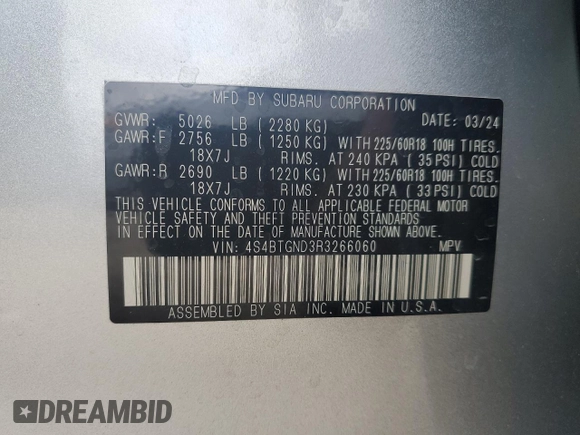 MFD BY SUBARU CORPORATION DATE: 03/24
GVWR: 5026 LB (2280 KG)
GAWR:F 2756 LB (1250 KG) WITH 225/60R18 100H TIRES.
18X7J RIMS. AT 240 KPA (35 PSI) COLD
GAWR:R 2690 LB (1220 KG) WITH 225/60R18 100H TIRES.
18X7J RIMS. AT 230 KPA (33 PSI) COLD
THIS VEHICLE CONFORMS TO ALL APPLICABLE FEDERAL MOTOR
VEHICLE SAFETY AND THEFT PREVENTION STANDARDS
IN EFFECT ON THE DATE OF MANUFACTURE SHOWN ABOVE.
VIN: 4S4BTGND3R3266060 MPV
ASSEMBLED BY SIA INC. MADE IN U.S.A.
DREAMBID